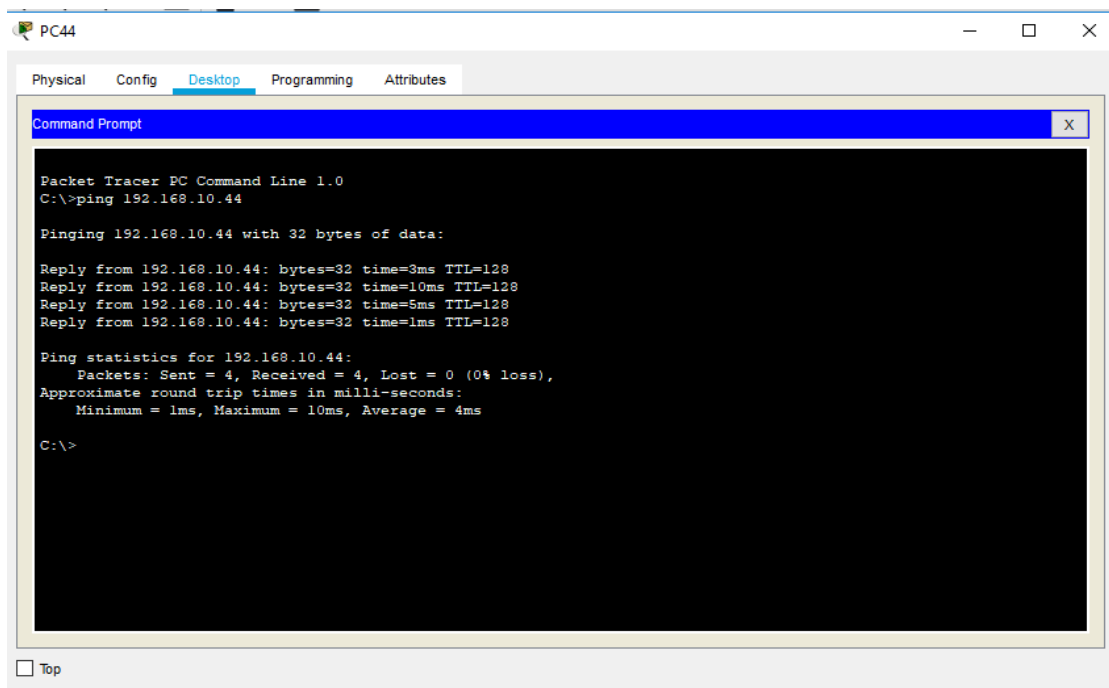 PC44
Physical Config Desktop Programming Attributes
Command Prompt
X
Packet Tracer PC Command Line 1.0
C:\>ping 192.168.10.44
Pinging 192.168.10.44 with 32 bytes of data:
Reply from 192.168.10.44: bytes=32 time=3ms TTL=128
Reply from 192.168.10.44: bytes=32 time=10ms TTL=128
Reply from 192.168.10.44: bytes=32 time=5ms TTL=128
Reply from 192.168.10.44: bytes=32 time=1ms TTL=128
Ping statistics for 192.168.10.44:
Packets: Sent = 4, Received = 4, Lost = 0 (0% loss),
Approximate round trip times in milli-seconds:
Minimum = 1ms, Maximum = 10ms, Average = 4ms
C:\>
Top